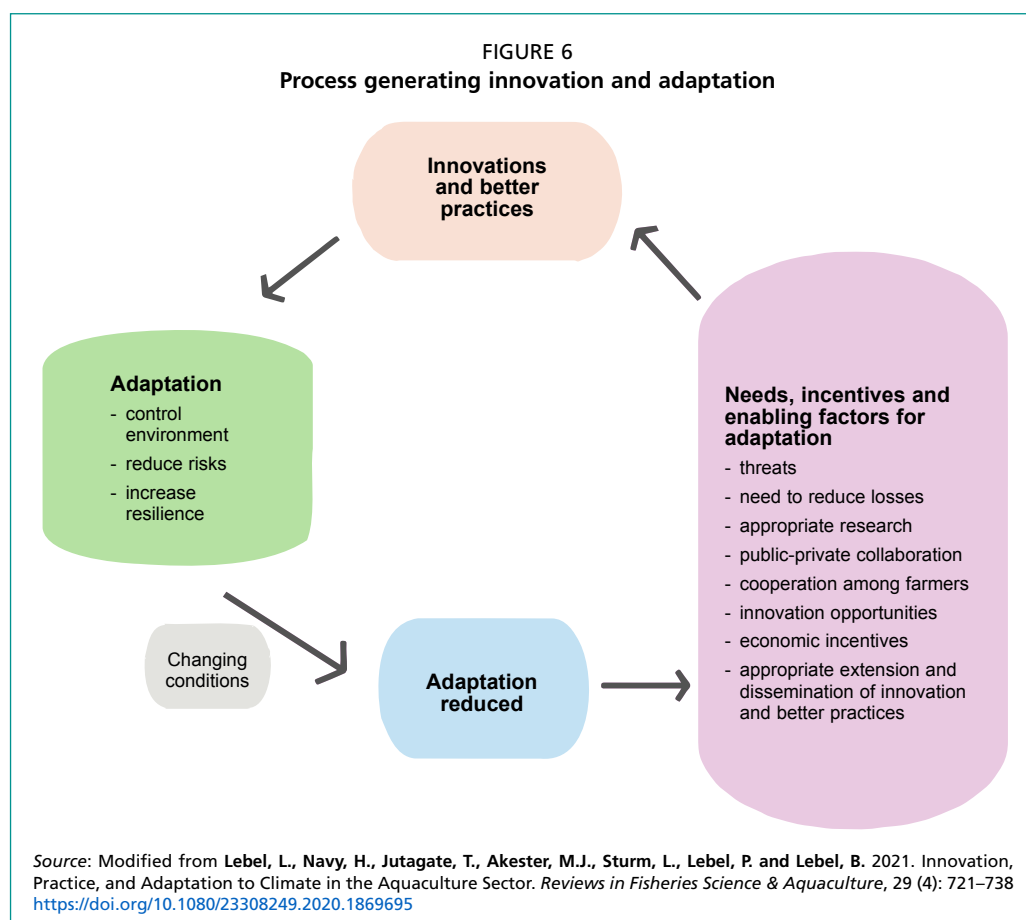 FIGURE 6
Process generating innovation and adaptation
Innovations
and better
practices
Adaptation
- control
environment
- reduce risks
- increase
resilience
Needs, incentives and
enabling factors for
adaptation
- threats
- need to reduce losses
- appropriate research
- public-private collaboration
- cooperation among farmers
- innovation opportunities
- economic incentives
- appropriate extension and
dissemination of innovation
and better practices
Changing
conditions
Adaptation
reduced
Source: Modified from Lebel, L., Navy, H., Jutagate, T., Akester, M.J., Sturm, L., Lebel, P. and Lebel, B. 2021. Innovation,
Practice, and Adaptation to Climate in the Aquaculture Sector. Reviews in Fisheries Science & Aquaculture, 29 (4): 721–738
https://doi.org/10.1080/23308249.2020.1869695